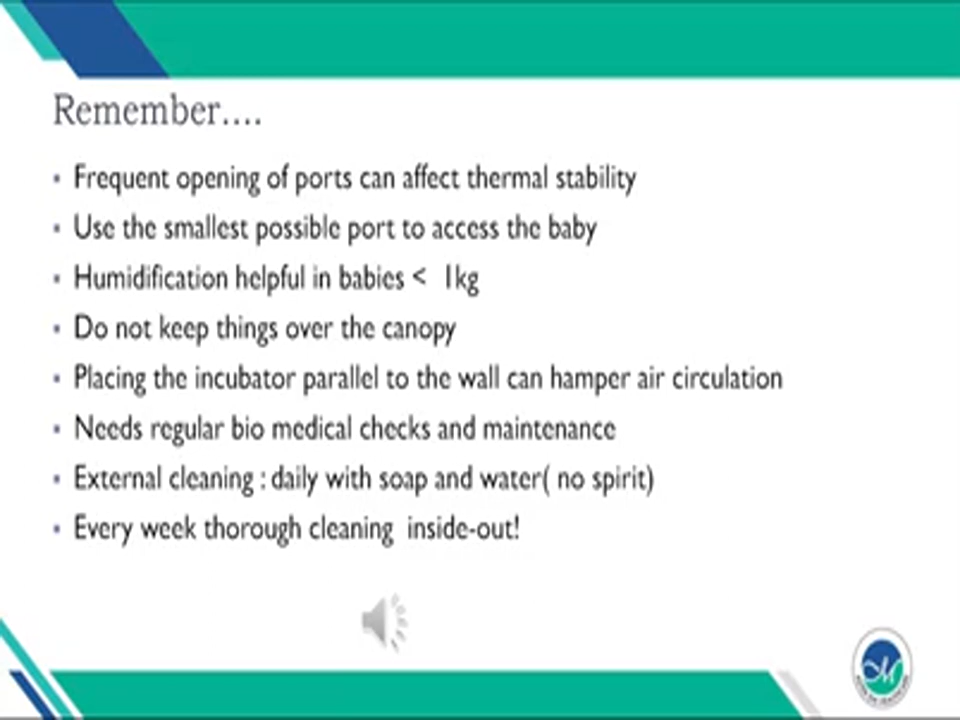 Remember....
Frequent opening of ports can affect thermal stability
Use the smallest possible port to access the baby
Humidification helpful in babies < 1kg
Do not keep things over the canopy
Placing the incubator parallel to the wall can hamper air circulation
Needs regular bio medical checks and maintenance
External cleaning : daily with soap and water( no spirit)
Every week thorough cleaning inside-out!